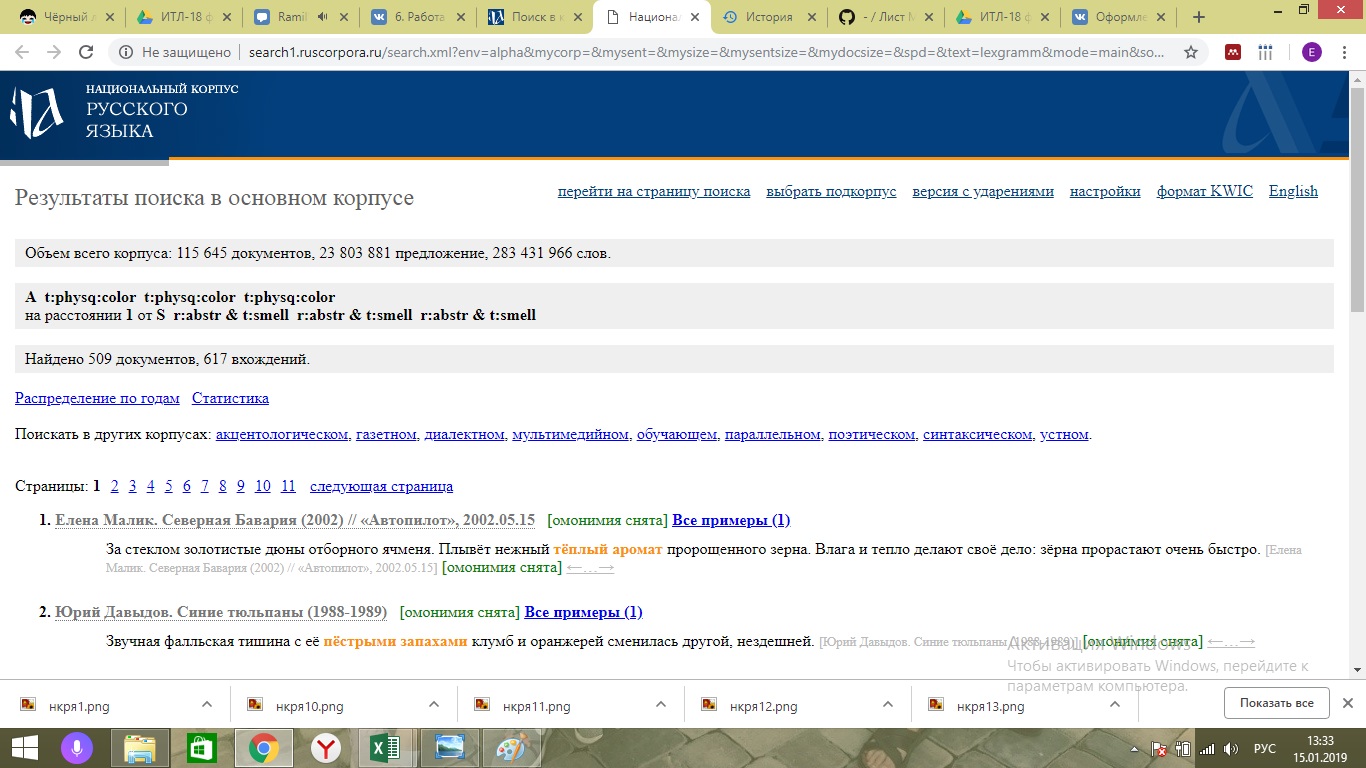 Чёрный
ИТЛ-18 ф
Ramil
6. Работа
Поиск в к
Национал
История
- / Лист М
ИТЛ-18 ф
Оформле
Не защищено
search1.ruscorpora.ru/search.xml?env=alpha&mycorp=&mysent=&mysize=&mysentsize=&mydocsize=&spd=&text=lexgramm&mode=main&so...
E
НАЦИОНАЛЬНЫЙ КОРПУС
РУССКОГО
ЯЗЫКА
Результаты поиска в основном корпусе
перейти на страницу поиска выбрать подкорпус версия с ударениями настройки формат KWIC English
Объем всего корпуса: 115 645 документов, 23 803 881 предложение, 283 431 966 слов.
A t:physq:color t:physq:color t:physq:color
на расстоянии 1 от S r:abstr & t:smell r:abstr & t:smell r:abstr & t:smell
Найдено 509 документов, 617 вхождений.
Распределение по годам Статистика
Поискать в других корпусах: акцентологическом, газетном, диалектном, мультимедийном, обучающем, параллельном, поэтическом, синтаксическом, устном.
Страницы: 1 2 3 4 5 6 7 8 9 10 11 следующая страница
1. Елена Малик. Северная Бавария (2002) // «Автопилот», 2002.05.15 [омонимия снята] Все примеры (1)
За стеклом золотистые дюны отборного ячменя. Плывёт нежный тёплый аромат пророщенного зерна. Влага и тепло делают своё дело: зёрна прорастают очень быстро. [Елена
Малик. Северная Бавария (2002) // «Автопилот», 2002.05.15] [омонимия снята] ←...→
2. Юрий Давыдов. Синие тюльпаны (1988-1989) [омонимия снята] Все примеры (1)
Звучная фалльская тишина с её пёстрыми запахами клумб и оранжерей сменилась другой, нездешней. [Юрий Давыдов. Синие тюльпаны (1988-1989)] [омонимия снята] ←...→
Активация Windows
Чтобы активировать Windows, перейдите к
параметрам компьютера.
нкря1.png
нкря10.png
нкря11.png
нкря12.png
нкря13.png
Показать все
РУС
13:33
15.01.2019